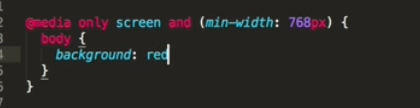 @media only screen and (min-width: 768px) {
body {
background: red
}
}